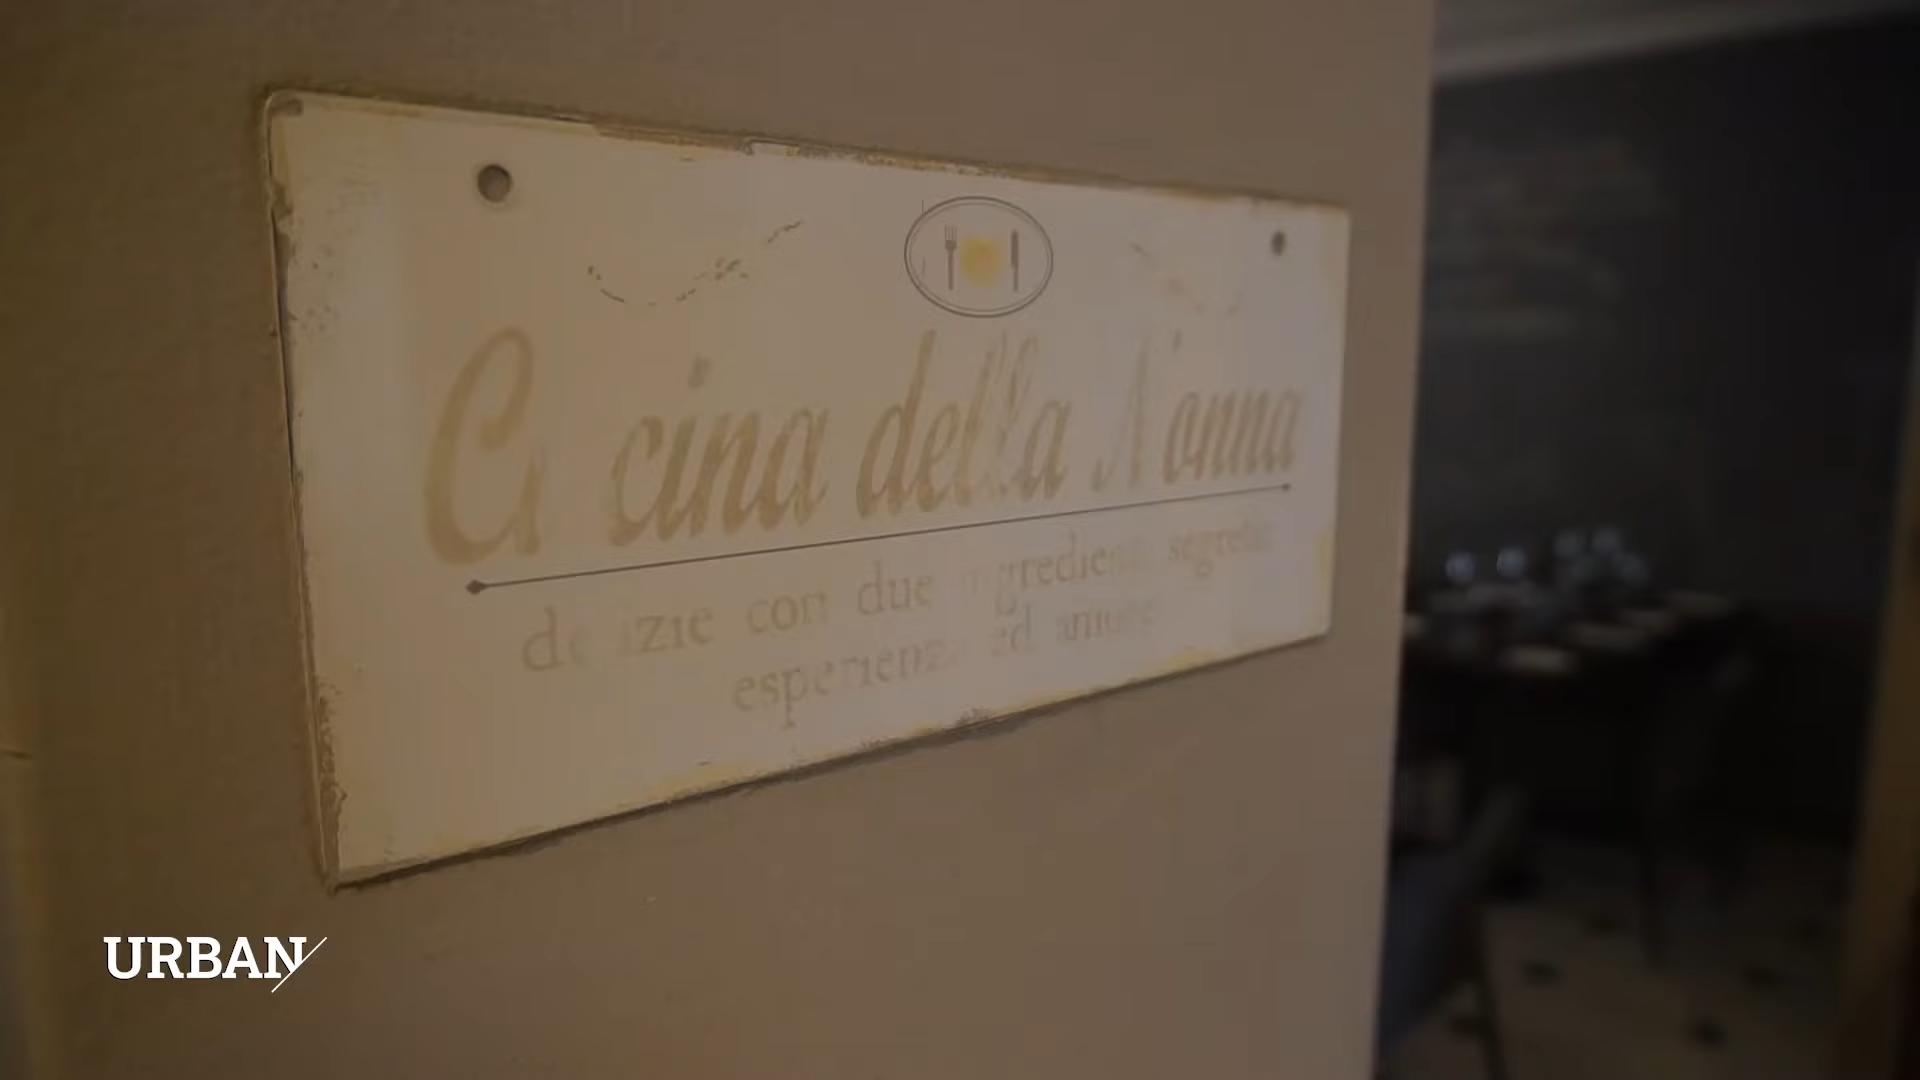 Cucina della Nonna
delizie con due ingredienti segreti:
esperienza ed amore
URBAN